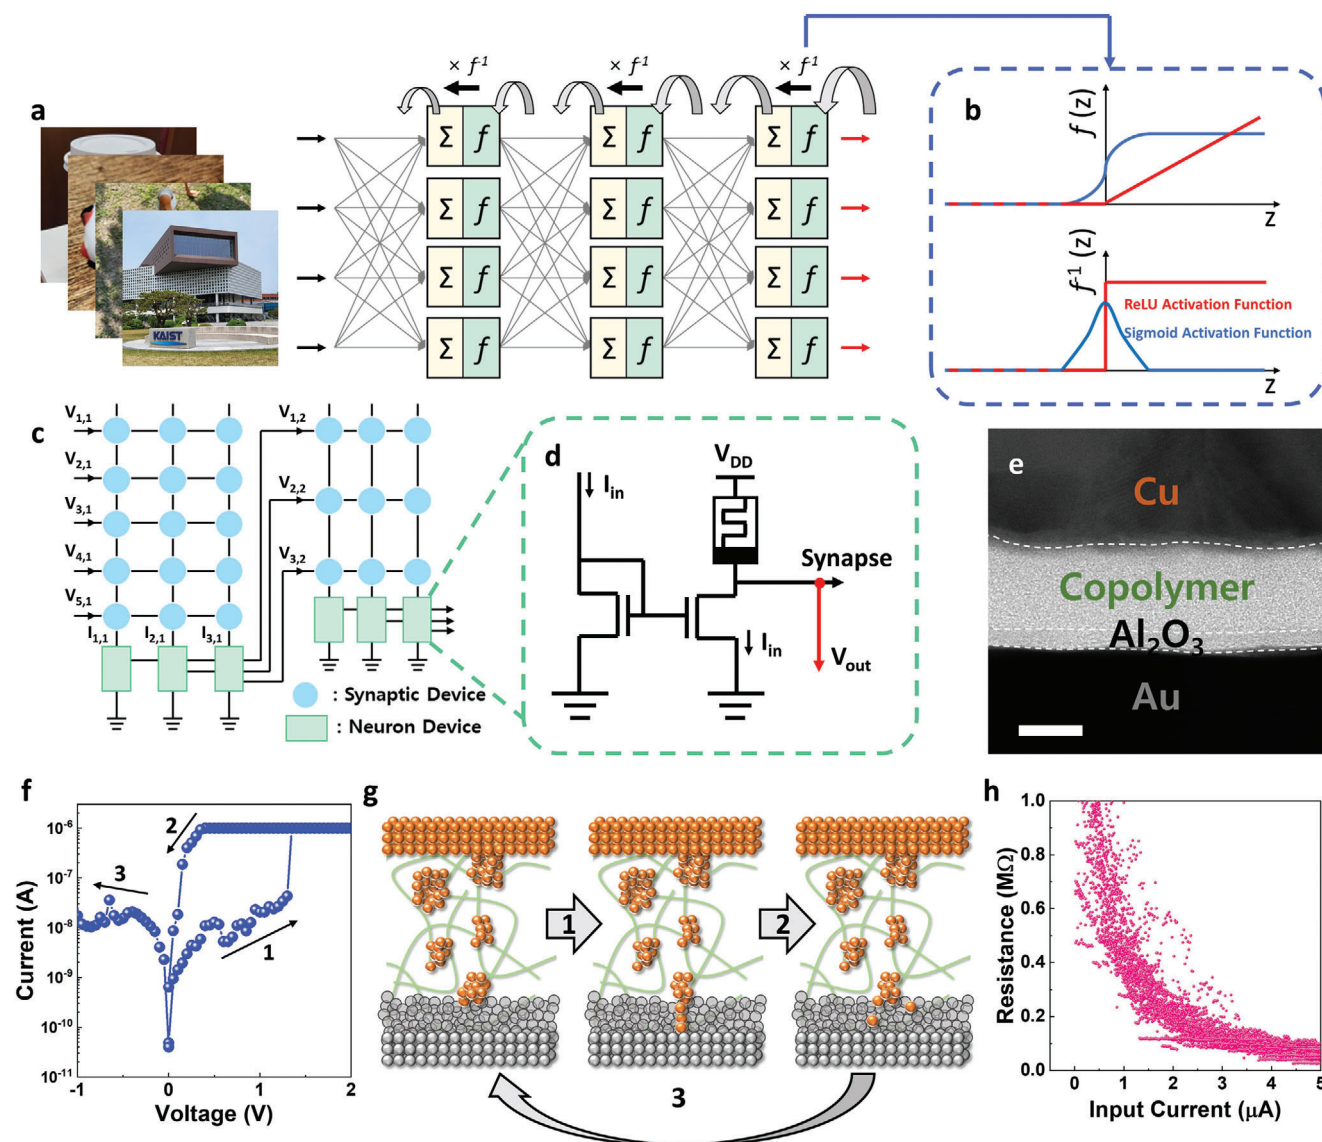 a
× f⁻¹
× f⁻¹
× f⁻¹
Σ f
Σ f
Σ f
Σ f
Σ f
Σ f
Σ f
Σ f
Σ f
Σ f
Σ f
Σ f
KAIST
b
f (z)
Z
f⁻¹ (z)
ReLU Activation Function
Sigmoid Activation Function
Z
c
V1,1
V2,1
V3,1
V4,1
V5,1
I1,1
I2,1
I3,1
V1,2
V2,2
V3,2
: Synaptic Device
: Neuron Device
d
Iin
VDD
Synapse
Iin
Vout
e
Cu
Copolymer
Al₂O₃
Au
f
Current (A)
10⁻⁶
10⁻⁷
10⁻⁸
10⁻⁹
10⁻¹⁰
10⁻¹¹
2
3
1
-1
0
1
2
Voltage (V)
g
1
2
3
h
Resistance (MΩ)
1.0
0.8
0.6
0.4
0.2
0.0
0
1
2
3
4
5
Input Current (μA)